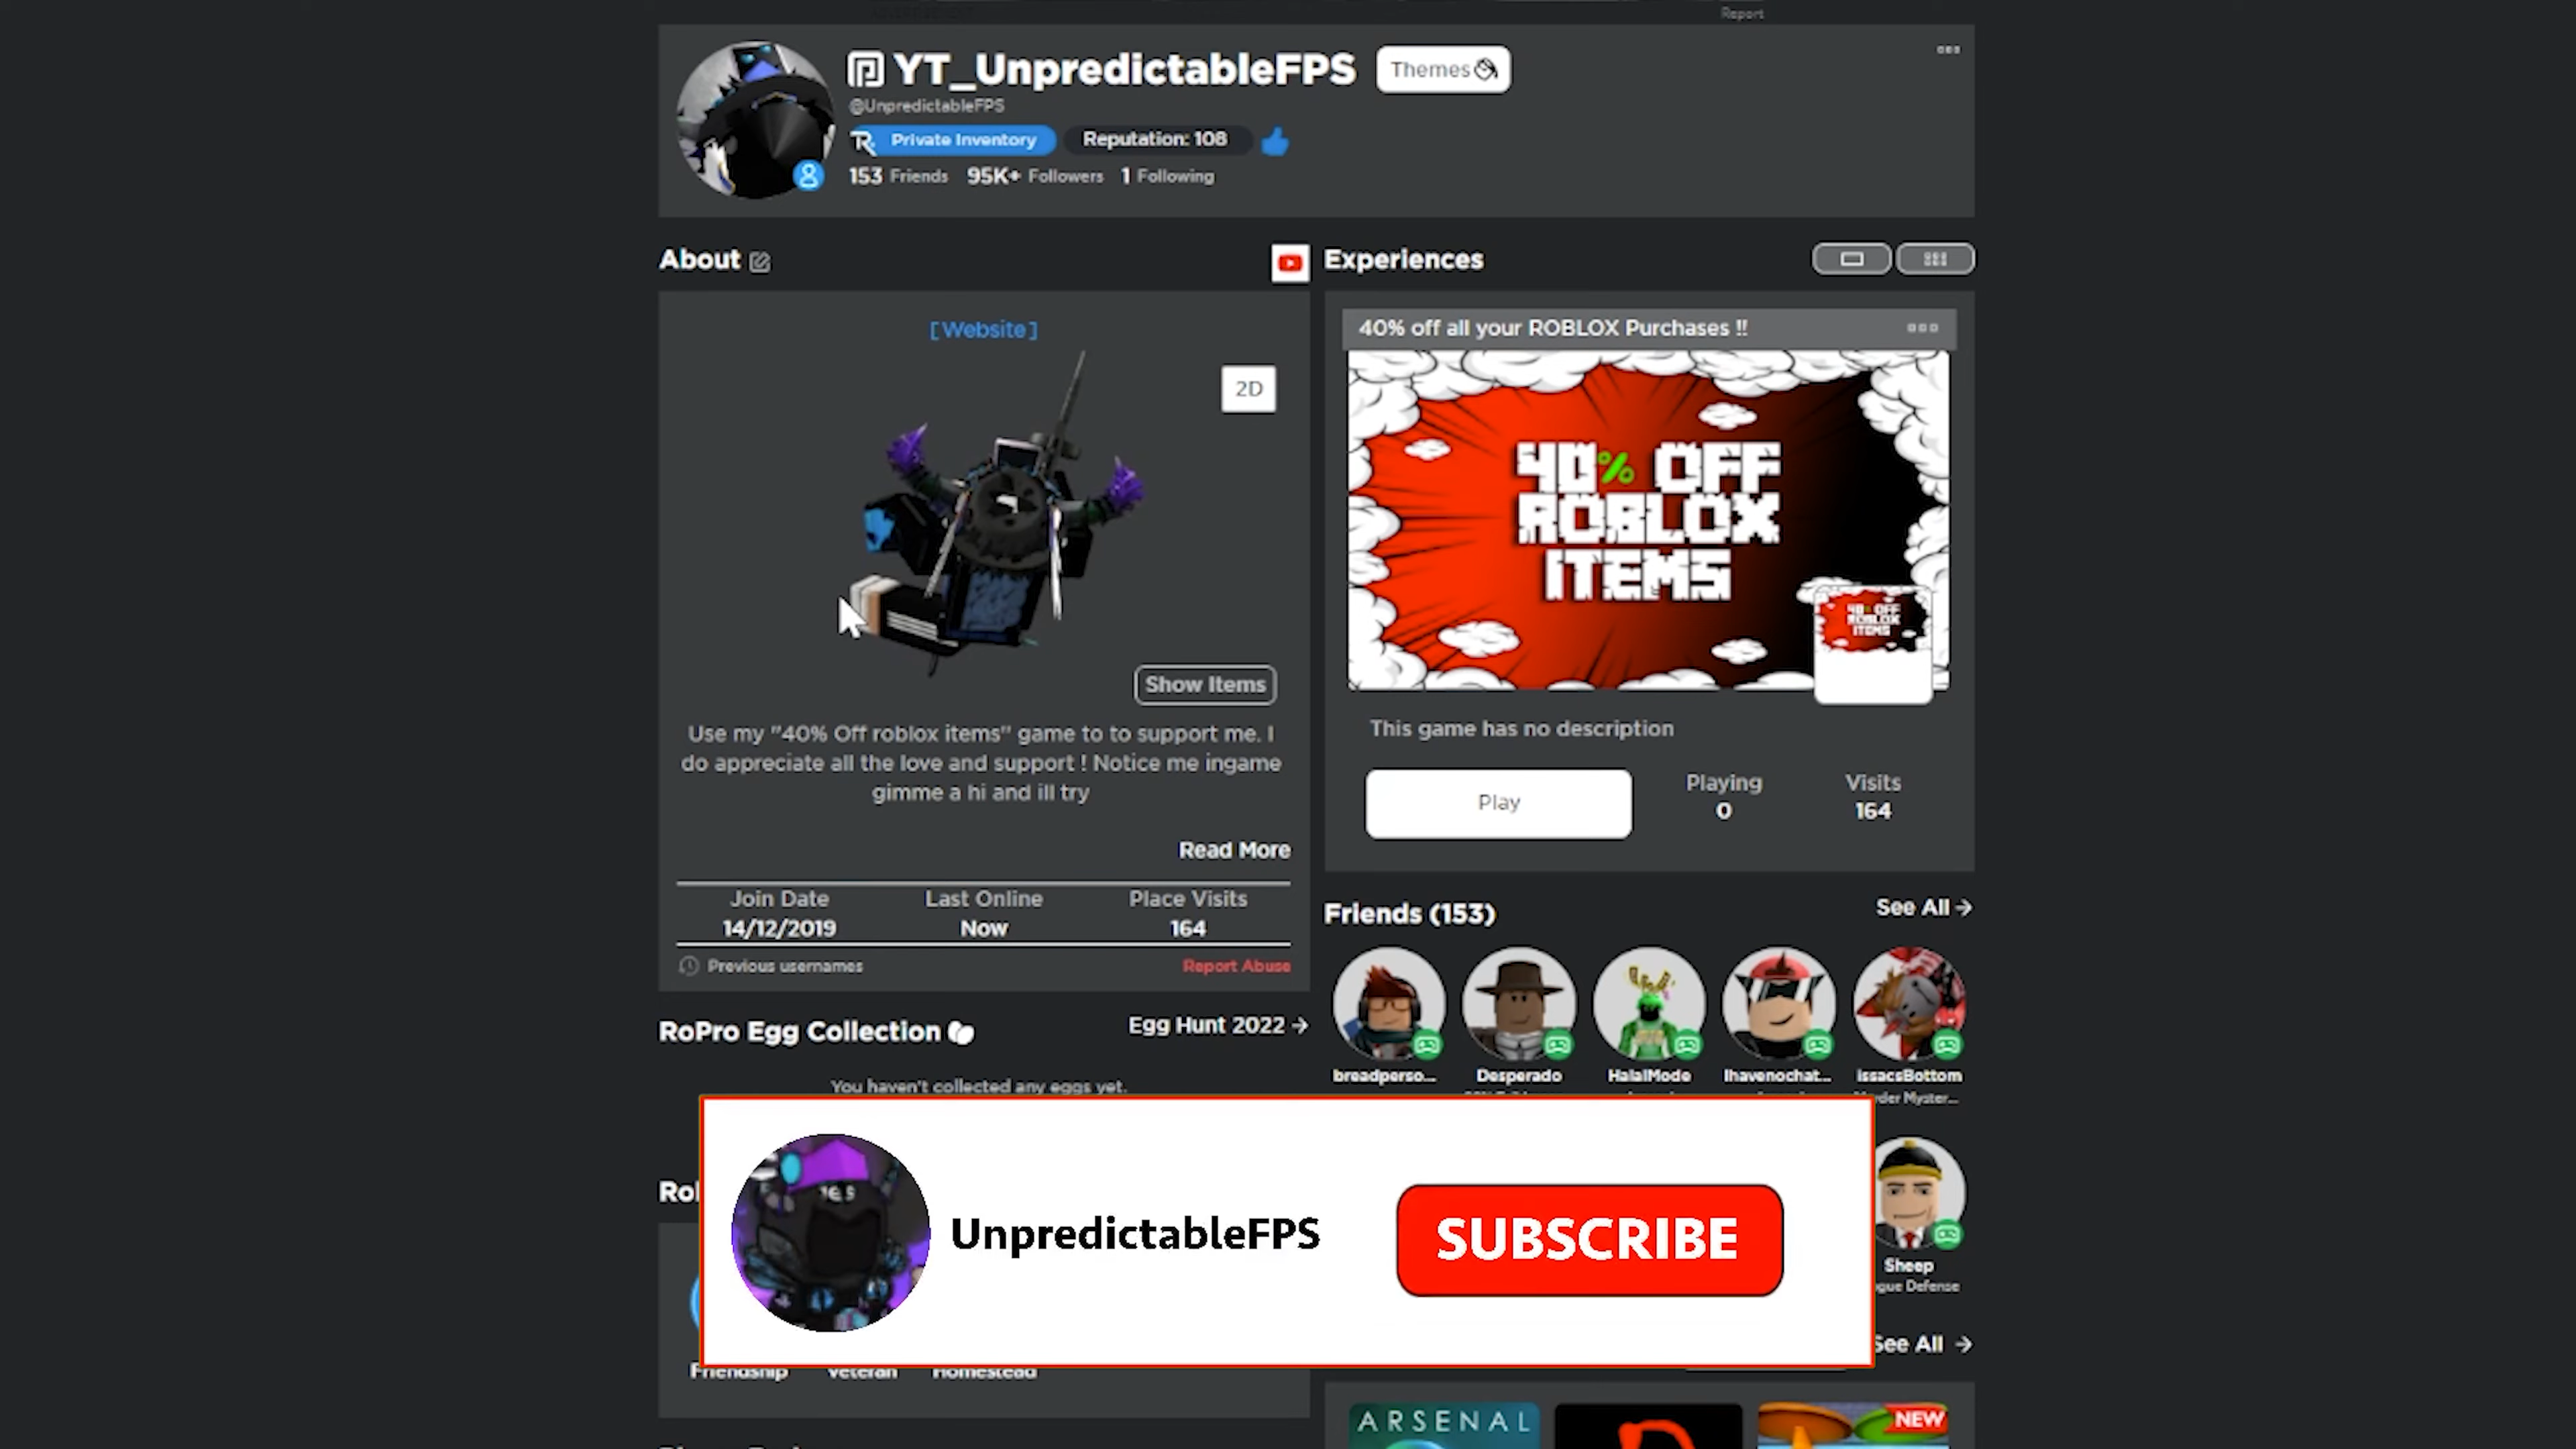 Report
YT_UnpredictableFPS
Themes
@UnpredictableFPS
Private Inventory
Reputation: 108
153 Friends 95K+ Followers 1 Following
About
Experiences
[Website]
40% off all your ROBLOX Purchases !!
2D
40% OFF
ROBLOX
ITEMS
40% OFF
ROBLOX
ITEMS
Show Items
Use my "40% Off roblox items" game to to support me. I
do appreciate all the love and support ! Notice me ingame
gimme a hi and ill try
Read More
This game has no description
Play
Playing
0
Visits
164
Join Date
14/12/2019
Last Online
Now
Place Visits
164
Previous usernames
Report Abuse
Friends (153)
See All →
breadperso...
Desperado
HalalMode
Ihavenochat...
issacsBottom
Myster...
RoPro Egg Collection
Egg Hunt 2022 →
You haven't collected any eggs yet.
UnpredictableFPS
SUBSCRIBE
Sheep
Defense
See All →
Friendship
Veteran
Homestead
ARSENAL
NEW